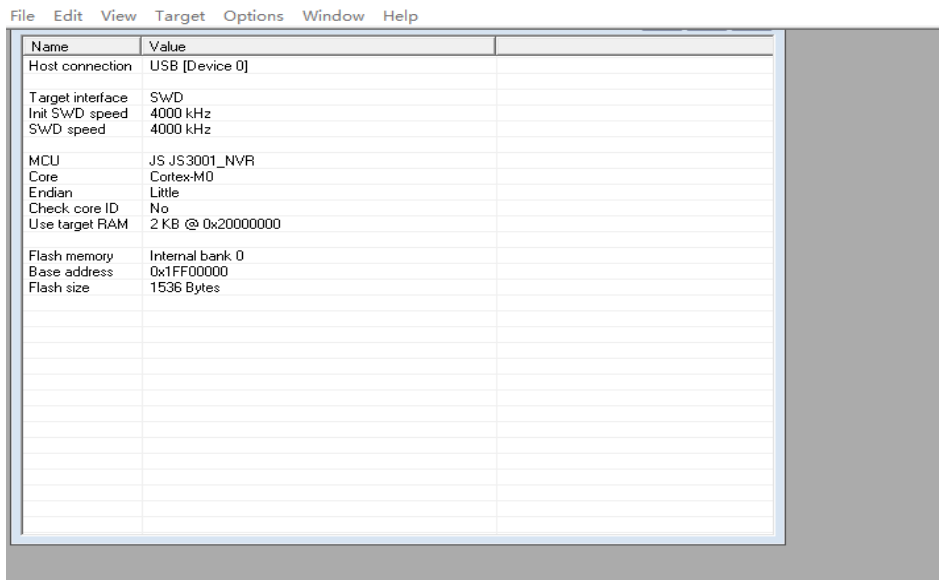 File Edit View Target Options Window Help
Name Value
Host connection USB [Device 0]
Target interface SWD
Init SWD speed 4000 kHz
SWD speed 4000 kHz
MCU JS JS3001_NVR
Core Cortex-M0
Endian Little
Check core ID No
Use target RAM 2 KB @ 0x20000000
Flash memory Internal bank 0
Base address 0x1FF00000
Flash size 1536 Bytes